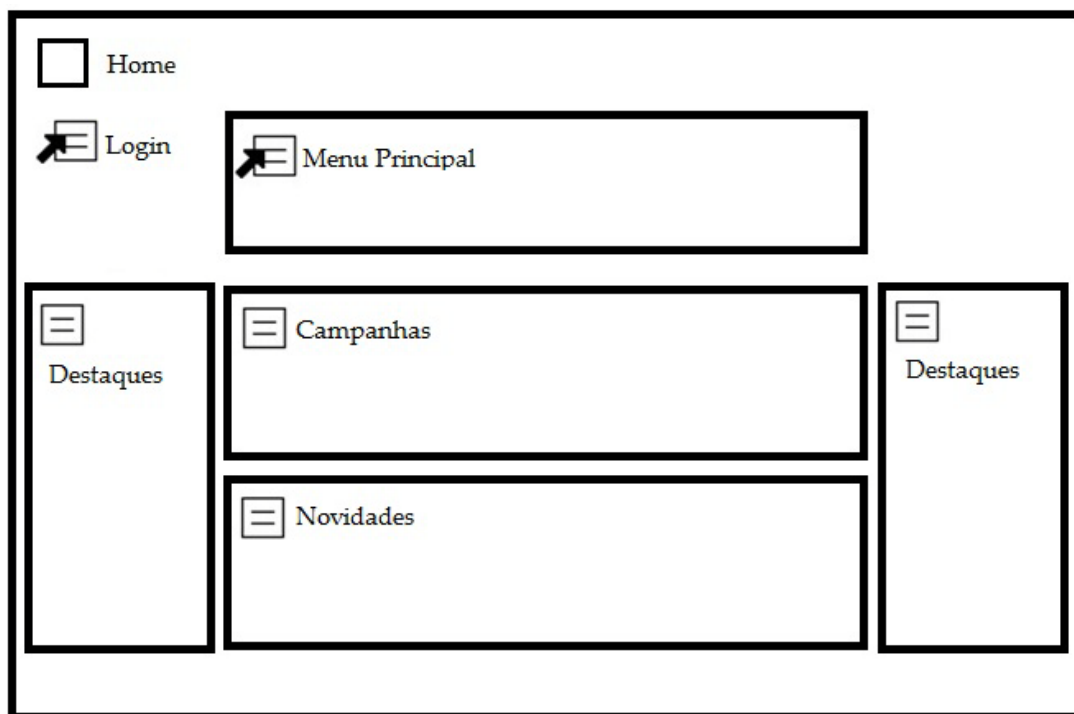 Home
Login
Menu Principal
Destaques
Campanhas
Destaques
Novidades